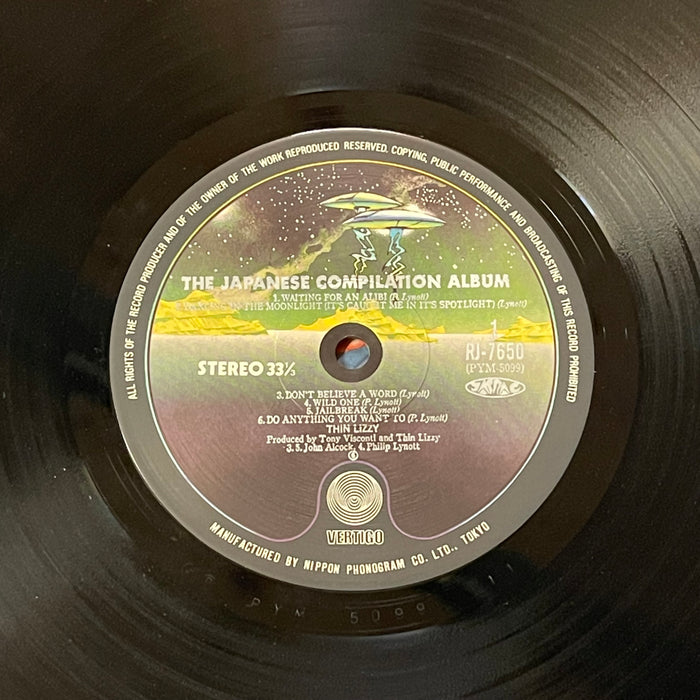 ALL RIGHTS OF THE RECORD PRODUCER AND OF THE OWNER OF THE WORK REPRODUCED RESERVED. COPYING, PUBLIC PERFORMANCE AND BROADCASTING OF THIS RECORD PROHIBITED
THE JAPANESE COMPILATION ALBUM
1. WAITING FOR AN ALIBI (P. Lynott)
IN THE MOONLIGHT (IT'S CAUGHT ME IN IT'S SPOTLIGHT) (Lynott)
1
STEREO 33⅓
RJ-7650
(PYM-5099)
JASRAC
3. DON'T BELIEVE A WORD (Lynott)
4. WILD ONE (P. Lynott)
5. JAILBREAK (Lynott)
6. DO ANYTHING YOU WANT TO (P. Lynott)
THIN LIZZY
Produced by Tony Visconti and Thin Lizzy
3. 5. John Alcock, 4. Philip Lynott
VERTIGO
MANUFACTURED BY NIPPON PHONOGRAM CO. LTD., TOKYO
PYM 5099